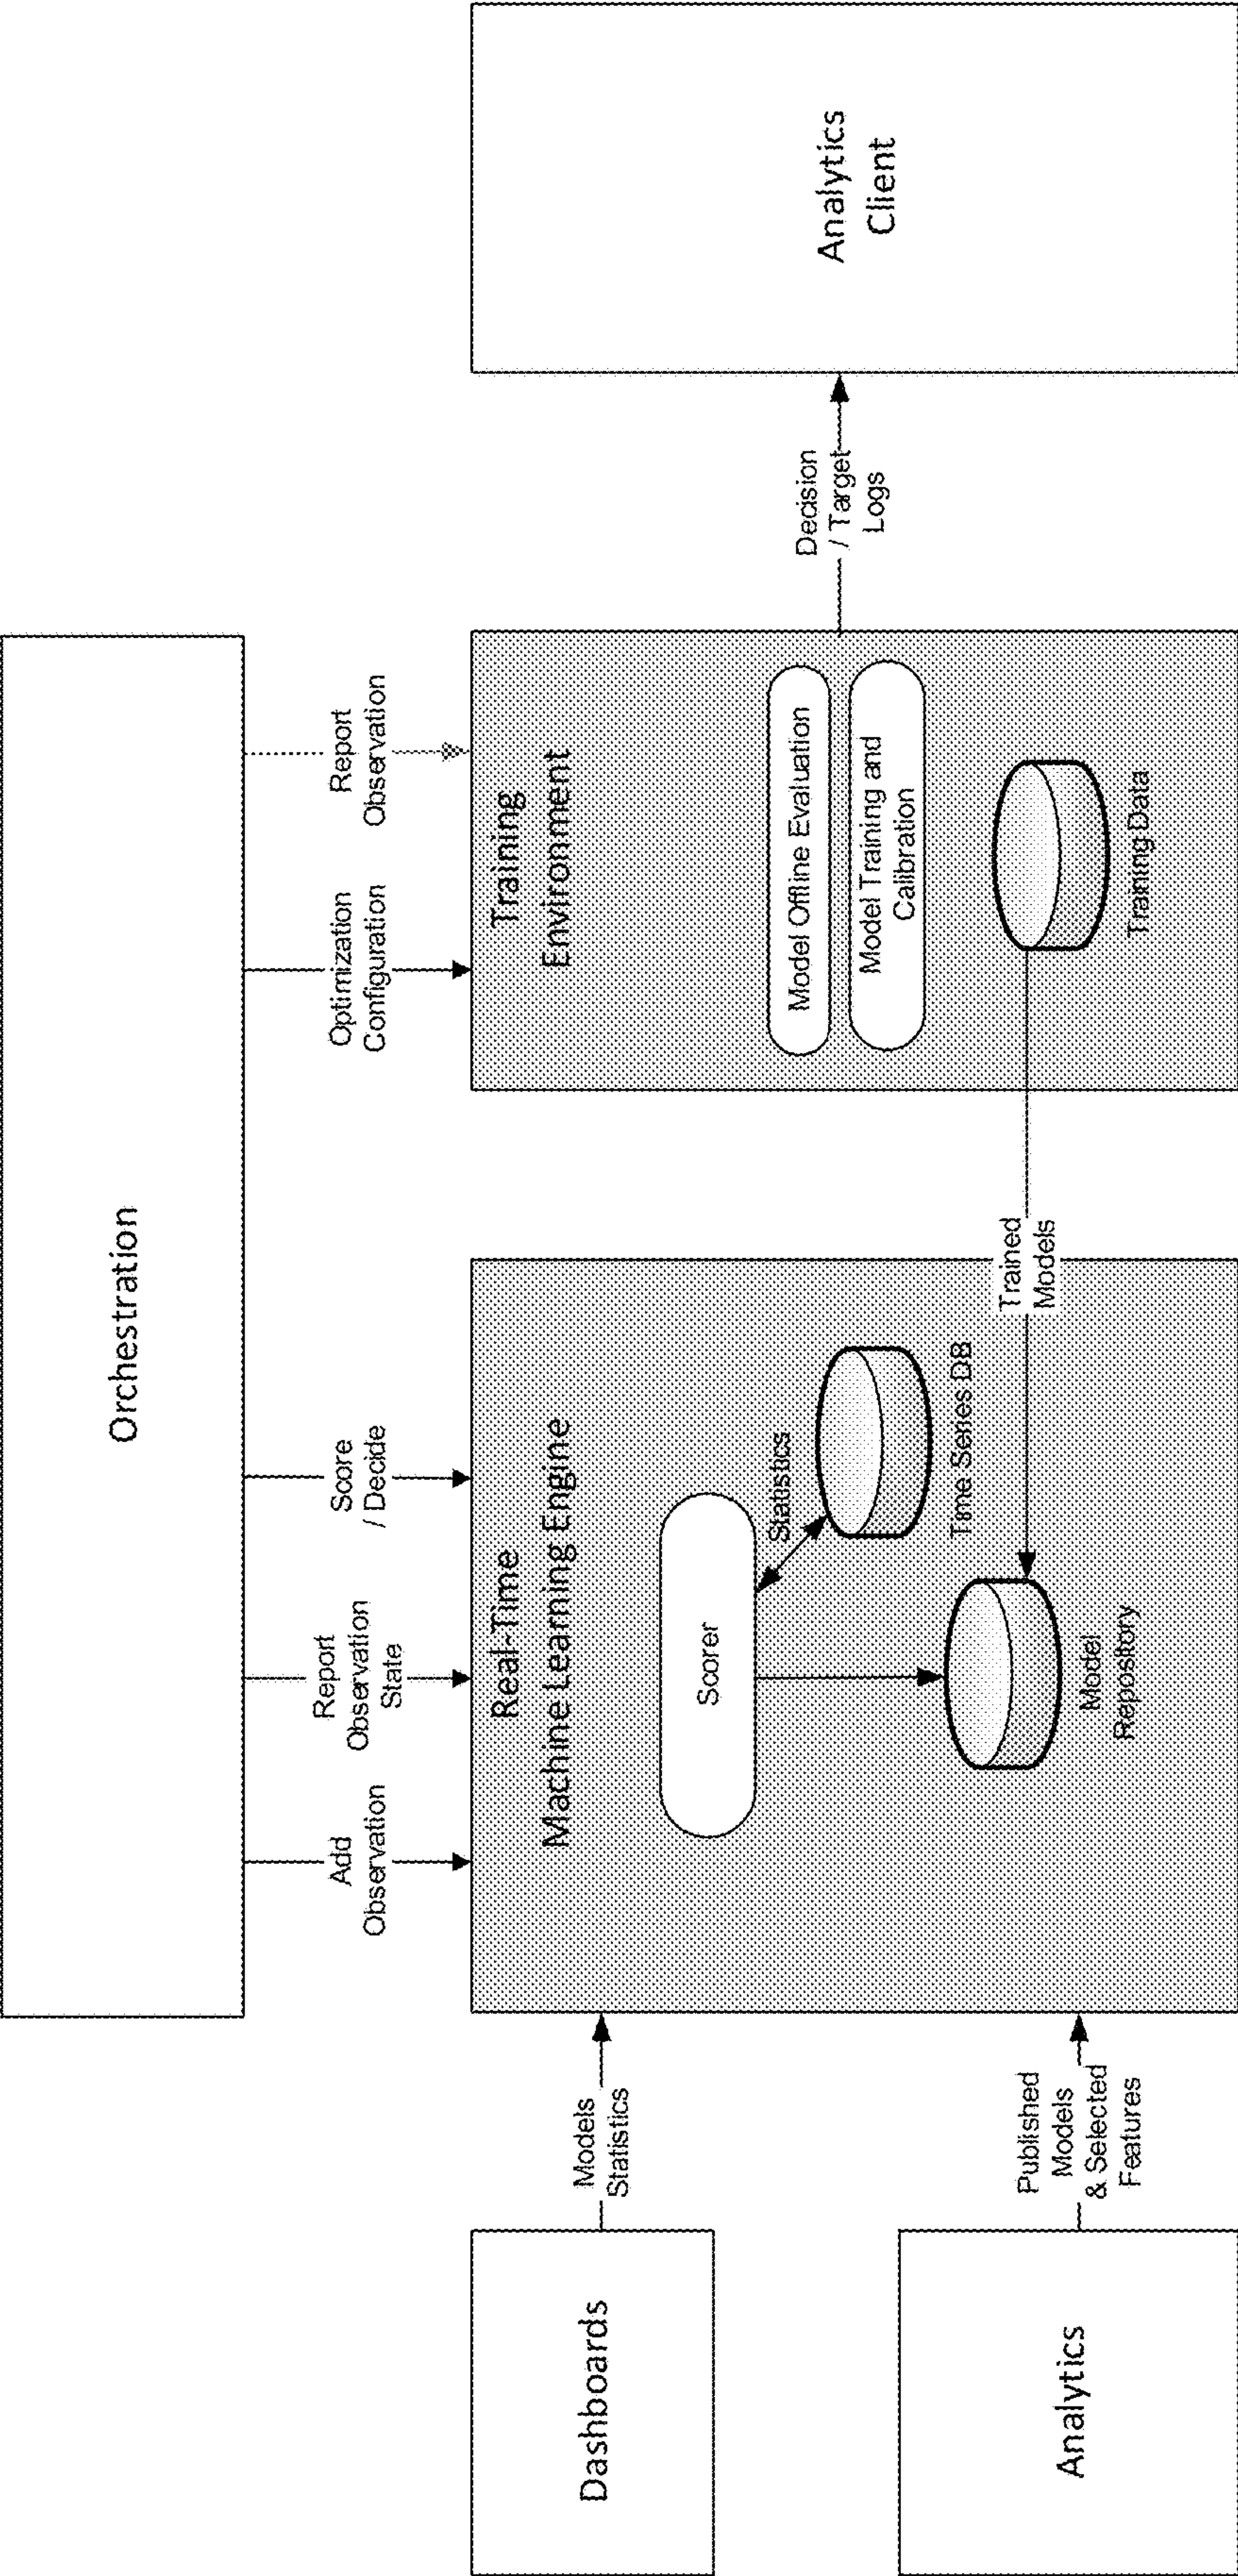 Orchestration
Add
Observation
Report
Observation
State
Score
/ Decide
Optimization
Configuration
Report
Observation
Dashboards
Models
Statistics
Analytics
Published
Models
& Selected
Features
Real-Time
Machine Learning Engine
Scorer
Statistics
Time Series DB
Model
Repository
Trained
Models
Training
Environment
Model Offline Evaluation
Model Training and
Calibration
Training Data
Decision
/ Target
Logs
Analytics
Client